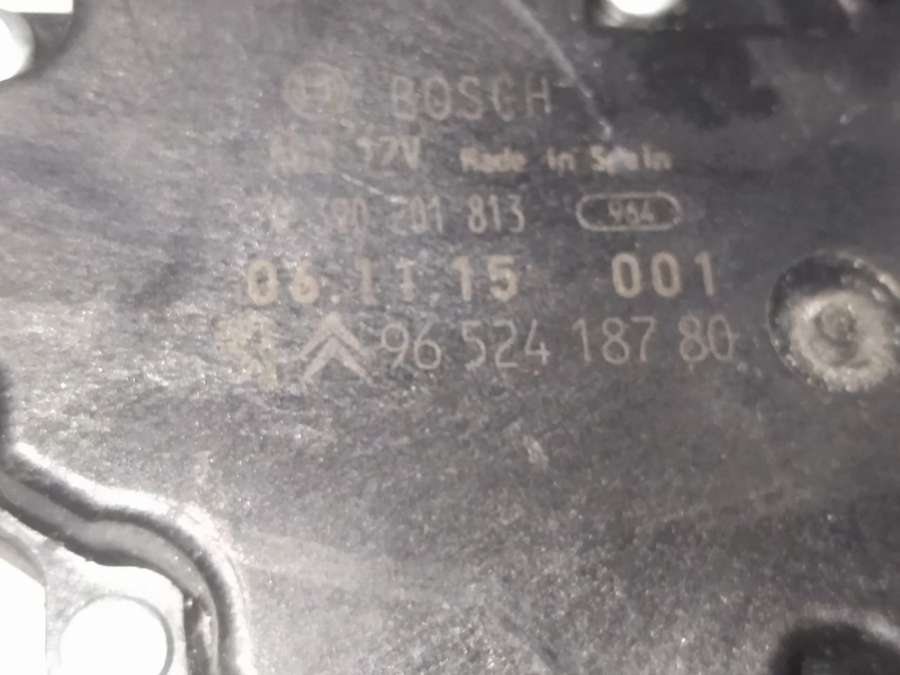 BOSCH
12V Made in Spain
390 201 813 964
06.11.15 001
96 524 187 80